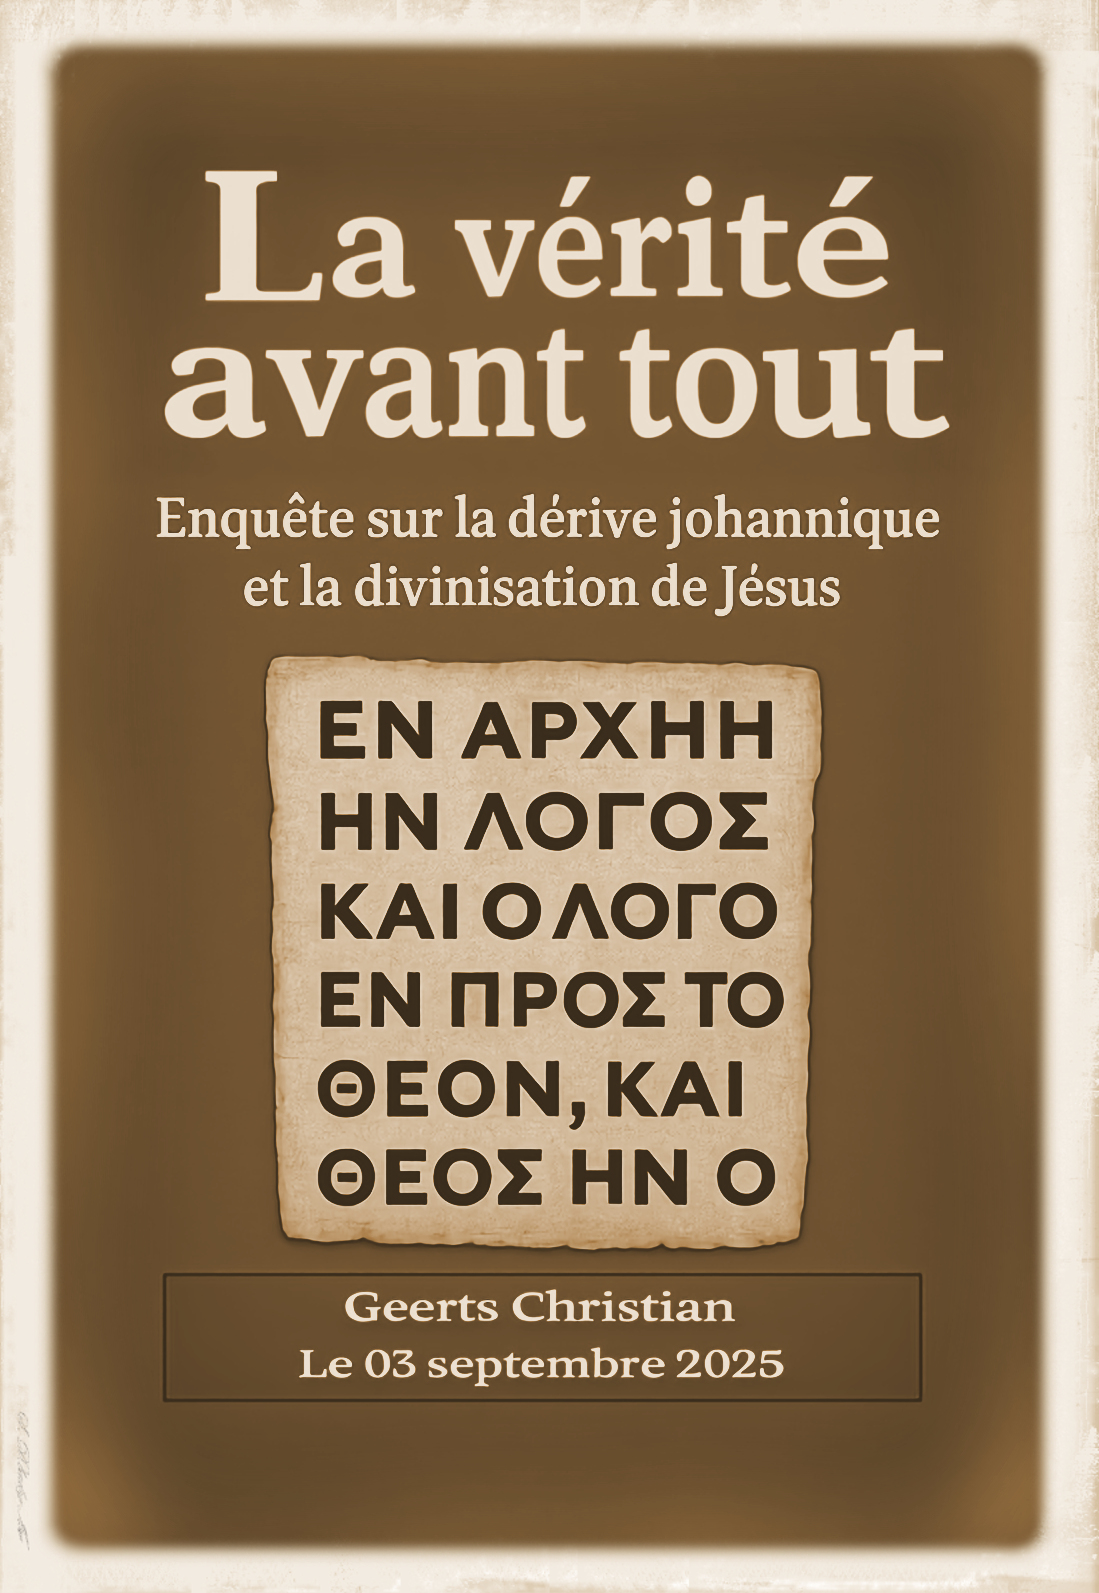 La vérité
avant tout
Enquête sur la dérive johannique
et la divinisation de Jésus
ΕΝ ΑΡΧΗΗ
ΗΝ ΛΟΓΟΣ
ΚΑΙ Ο ΛΟΓΟ
ΕΝ ΠΡΟΣ ΤΟ
ΘΕΟΝ, ΚΑΙ
ΘΕΟΣ ΗΝ Ο
Geerts Christian
Le 03 septembre 2025